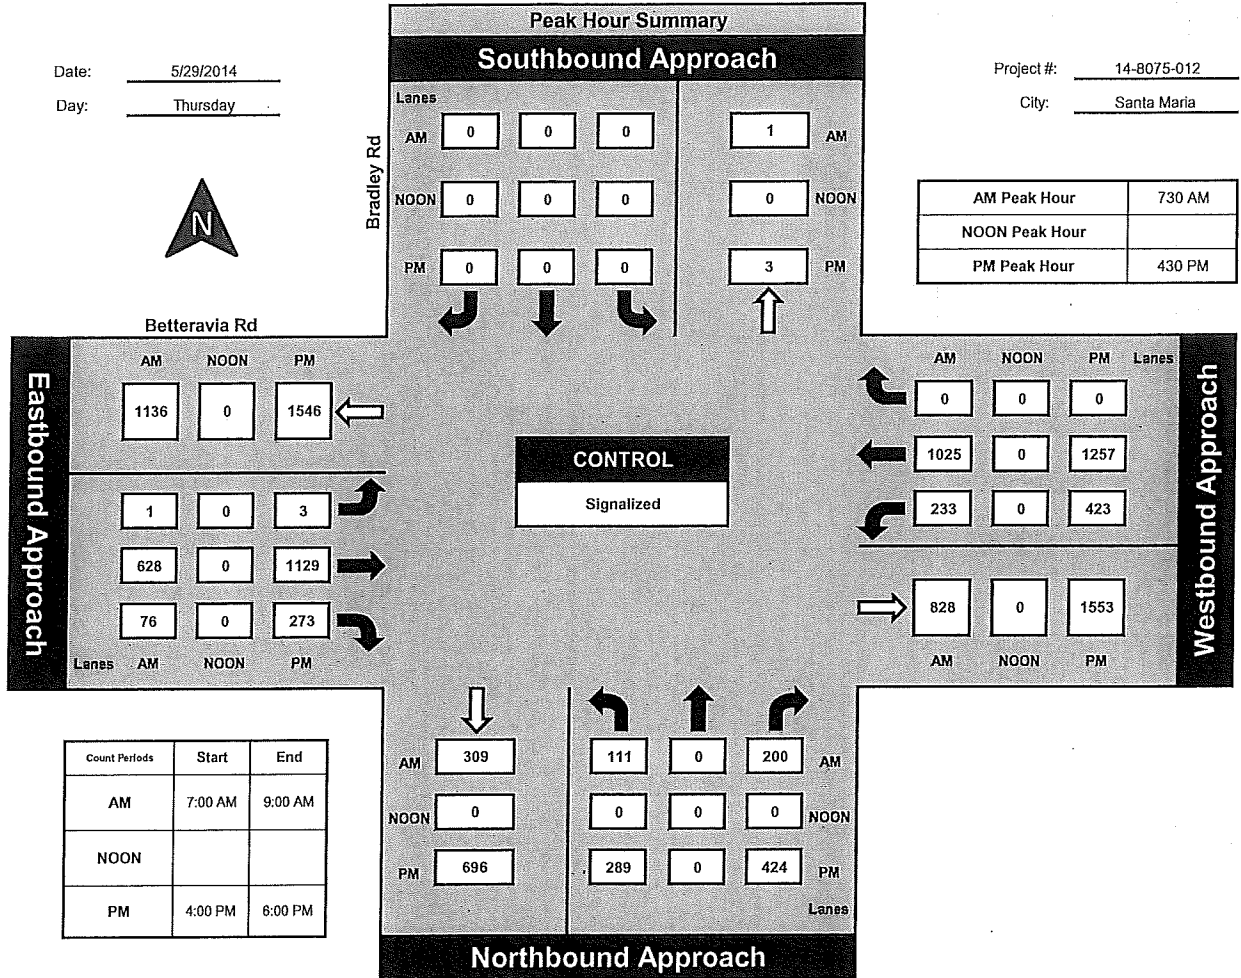 Peak Hour Summary
Southbound Approach
Date: 5/29/2014
Day: Thursday
Project #: 14-8075-012
City: Santa Maria
N
Bradley Rd
Lanes
AM 0 0 0 1 AM
NOON 0 0 0 0 NOON
PM 0 0 0 3 PM
AM Peak Hour 730 AM
NOON Peak Hour
PM Peak Hour 430 PM
Betteravia Rd
Eastbound Approach
AM NOON PM
1136 0 1546
1 0 3
628 0 1129
76 0 273
Lanes AM NOON PM
CONTROL
Signalized
AM NOON PM Lanes
0 0 0
1025 0 1257
233 0 423
828 0 1553
AM NOON PM
Westbound Approach
Count Periods Start End
AM 7:00 AM 9:00 AM
NOON
PM 4:00 PM 6:00 PM
AM 309 111 0 200 AM
NOON 0 0 0 0 NOON
PM 696 289 0 424 PM
Lanes
Northbound Approach